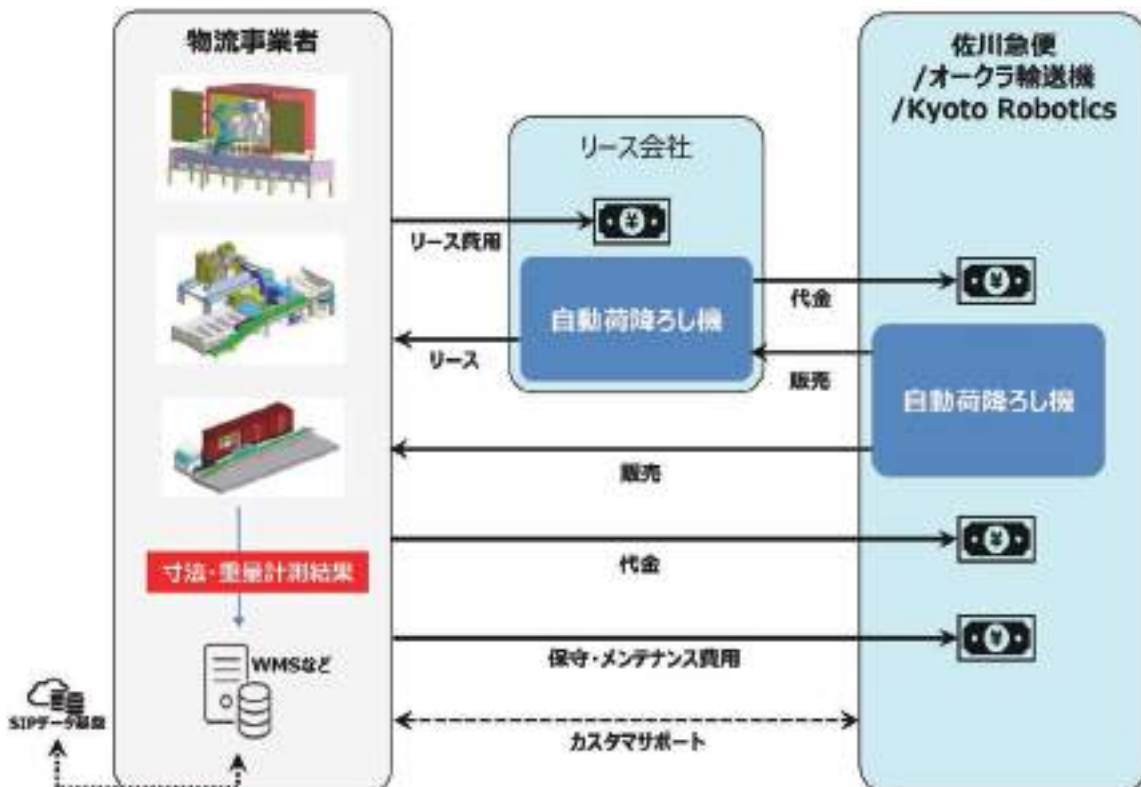 物流事業者
佐川急便
/オークラ輸送機
/Kyoto Robotics
リース会社
¥
リース費用
自動荷降ろし機
代金
¥
リース
販売
自動荷降ろし機
販売
代金
¥
寸法・重量計測結果
保守・メンテナンス費用
¥
WMSなど
SIPデータ基盤
カスタマサポート